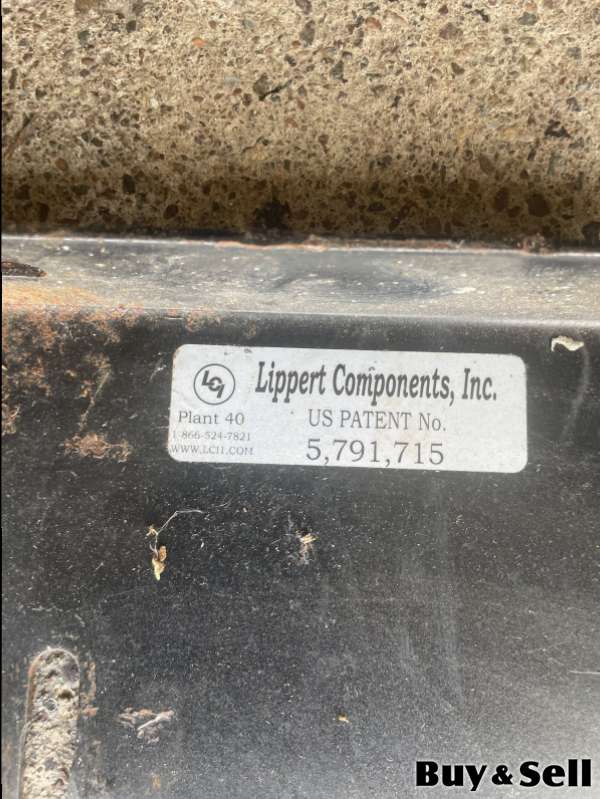 LCI
Lippert Components, Inc.
Plant 40
US PATENT No.
1-866-524-7821
5,791,715
WWW.LCI1.COM
Buy & Sell